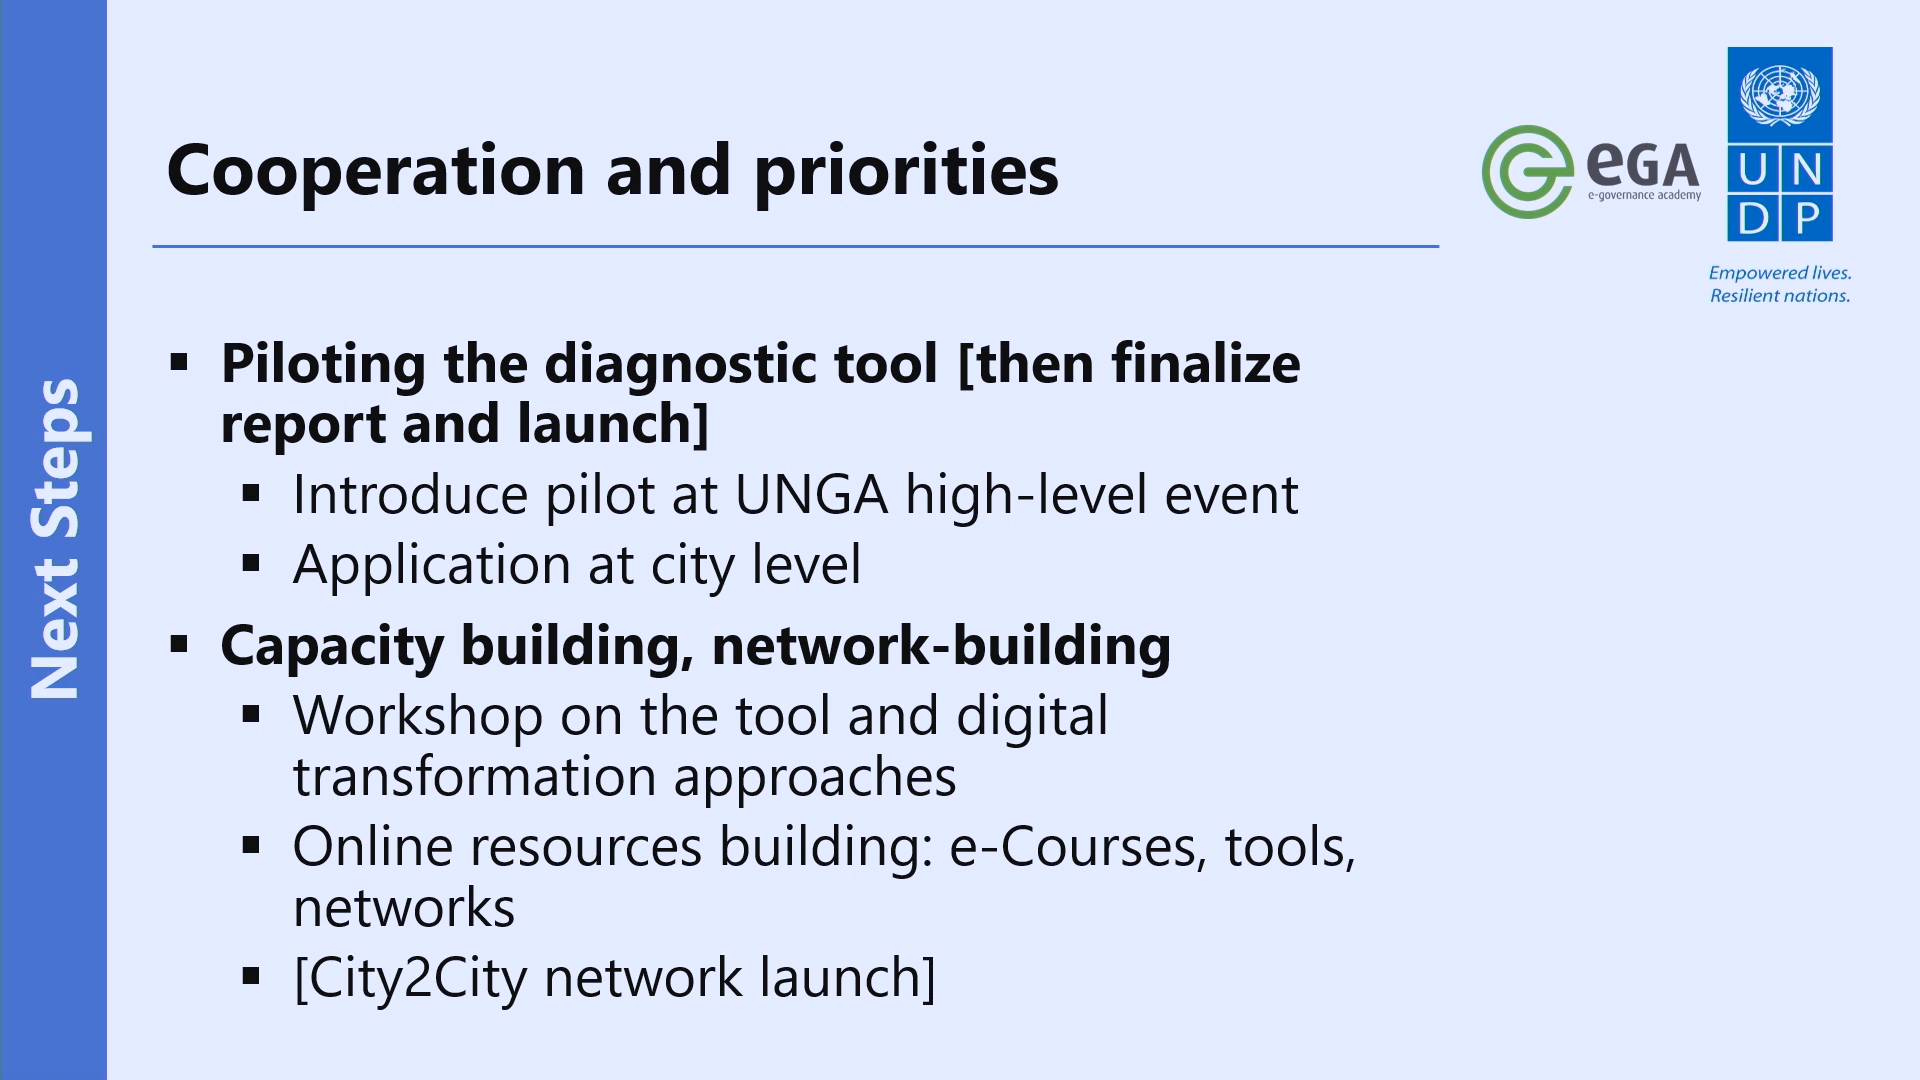 Next Steps
Cooperation and priorities
eGA
e-governance academy
U N
D P
Empowered lives.
Resilient nations.
▪ Piloting the diagnostic tool [then finalize
report and launch]
▪ Introduce pilot at UNGA high-level event
▪ Application at city level
▪ Capacity building, network-building
▪ Workshop on the tool and digital
transformation approaches
▪ Online resources building: e-Courses, tools,
networks
▪ [City2City network launch]